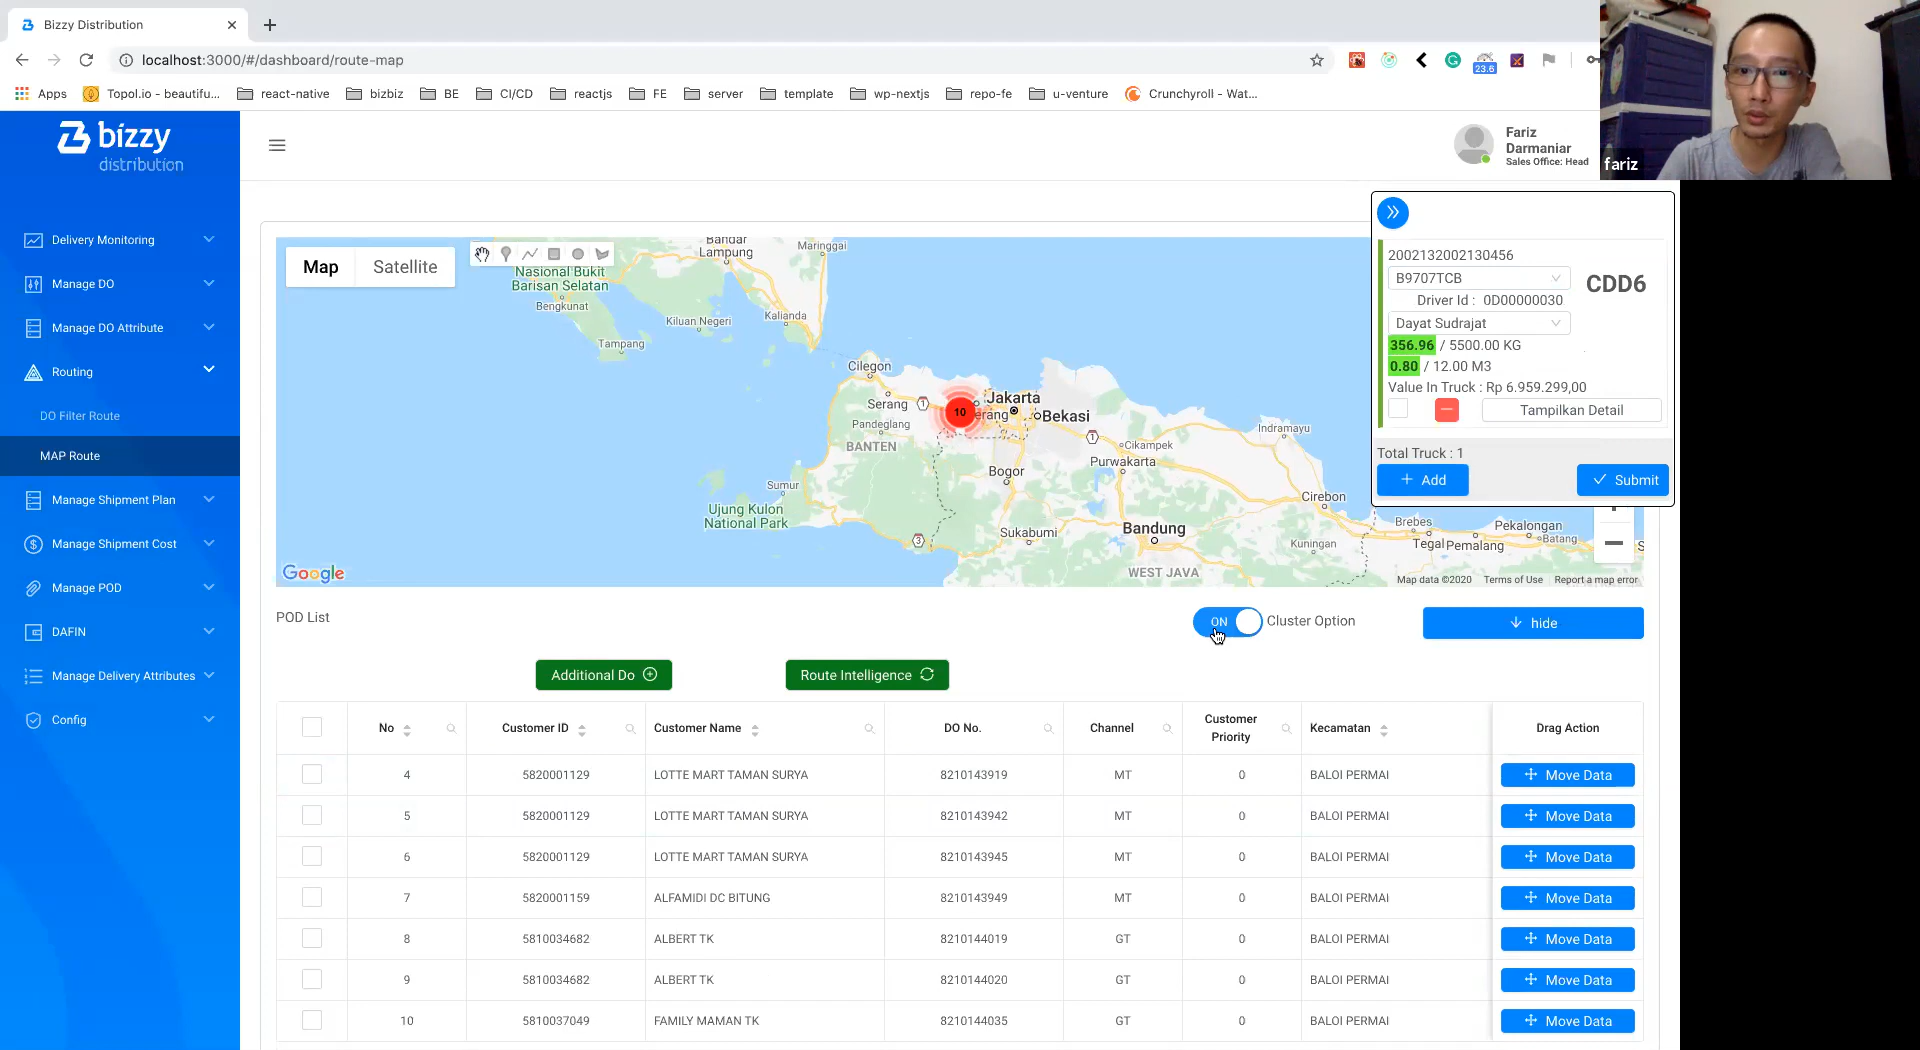 Bizzy Distribution
localhost:3000/#/dashboard/route-map
23.6
Apps
Topol.io - beautifu...
react-native
bizbiz
BE
CI/CD
reactjs
FE
server
template
wp-nextjs
repo-fe
u-venture
Crunchyroll - Wat...
fariz
bizzy
distribution
Fariz
Darmaniar
Sales Office: Head
Delivery Monitoring
Manage DO
Manage DO Attribute
Routing
DO Filter Route
MAP Route
Manage Shipment Plan
Manage Shipment Cost
Manage POD
DAFIN
Manage Delivery Attributes
Config
Map
Satellite
Bandar
Lampung
Maringgai
Nasional Bukit
Barisan Selatan
Bengkunat
Kiluan Negeri
Kalianda
Tampang
Cilegon
Serang
1
Pandeglang
BANTEN
10
Jakarta
erang
Bekasi
1
Cikampek
Purwakarta
Bogor
Indramayu
Sumur
Ujung Kulon
National Park
3
Sukabumi
Bandung
Cirebon
Kuningan
WEST JAVA
Brebes
Tegal
Pemalang
Pekalongan
Batang
S
Google
Map data ©2020
Terms of Use
Report a map error
2002132002130456
B9707TCB
CDD6
Driver Id : 0D00000030
Dayat Sudrajat
356.96 / 5500.00 KG
0.80 / 12.00 M3
Value In Truck : Rp 6.959.299,00
Tampilkan Detail
Total Truck : 1
Add
Submit
POD List
ON
Cluster Option
hide
Additional Do
Route Intelligence
No
Customer ID
Customer Name
DO No.
Channel
Customer
Priority
Kecamatan
Drag Action
4 5820001129 LOTTE MART TAMAN SURYA 8210143919 MT 0 BALOI PERMAI Move Data
5 5820001129 LOTTE MART TAMAN SURYA 8210143942 MT 0 BALOI PERMAI Move Data
6 5820001129 LOTTE MART TAMAN SURYA 8210143945 MT 0 BALOI PERMAI Move Data
7 5820001159 ALFAMIDI DC BITUNG 8210143949 MT 0 BALOI PERMAI Move Data
8 5810034682 ALBERT TK 8210144019 GT 0 BALOI PERMAI Move Data
9 5810034682 ALBERT TK 8210144020 GT 0 BALOI PERMAI Move Data
10 5810037049 FAMILY MAMAN TK 8210144035 GT 0 BALOI PERMAI Move Data